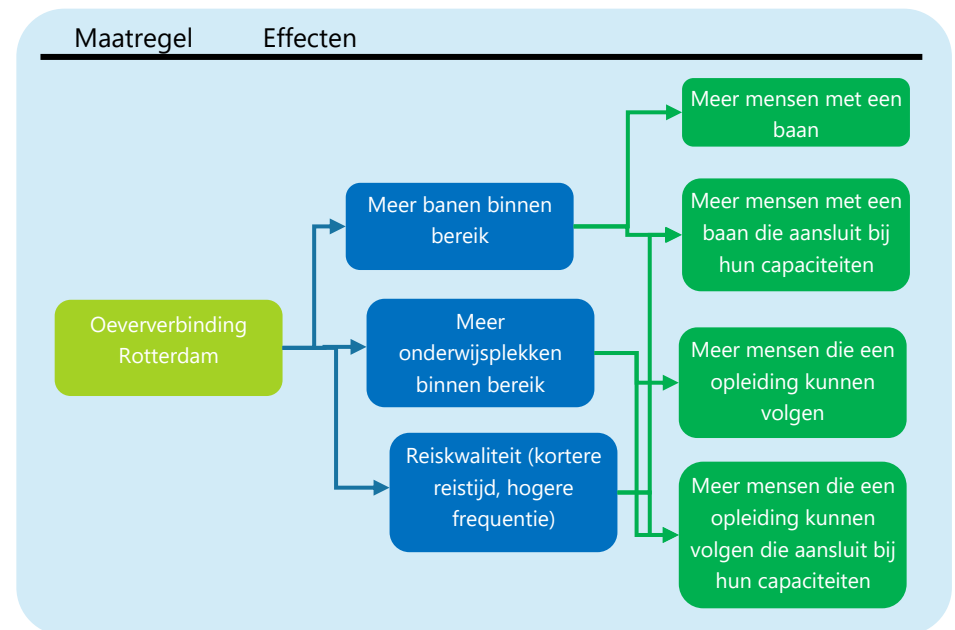 Maatregel Effecten
Oeververbinding
Rotterdam
Meer banen binnen
bereik
Meer
onderwijsplekken
binnen bereik
Reiskwaliteit (kortere
reistijd, hogere
frequentie)
Meer mensen met een
baan
Meer mensen met een
baan die aansluit bij
hun capaciteiten
Meer mensen die een
opleiding kunnen
volgen
Meer mensen die een
opleiding kunnen
volgen die aansluit bij
hun capaciteiten